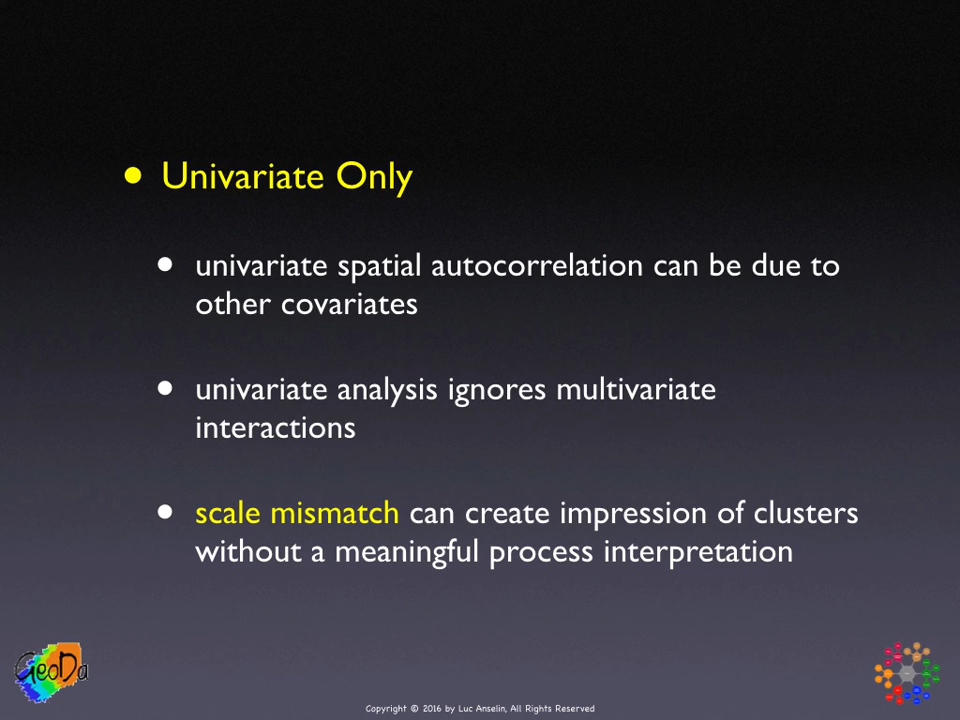 • Univariate Only
• univariate spatial autocorrelation can be due to
other covariates
• univariate analysis ignores multivariate
interactions
• scale mismatch can create impression of clusters
without a meaningful process interpretation
GeoDa
Copyright © 2016 by Luc Anselin, All Rights Reserved